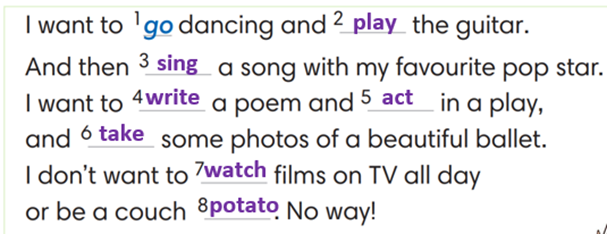 I want to ¹go dancing and ² play the guitar.
And then ³ sing a song with my favourite pop star.
I want to ⁴write a poem and ⁵ act in a play,
and ⁶ take some photos of a beautiful ballet.
I don't want to ⁷watch films on TV all day
or be a couch ⁸potato. No way!